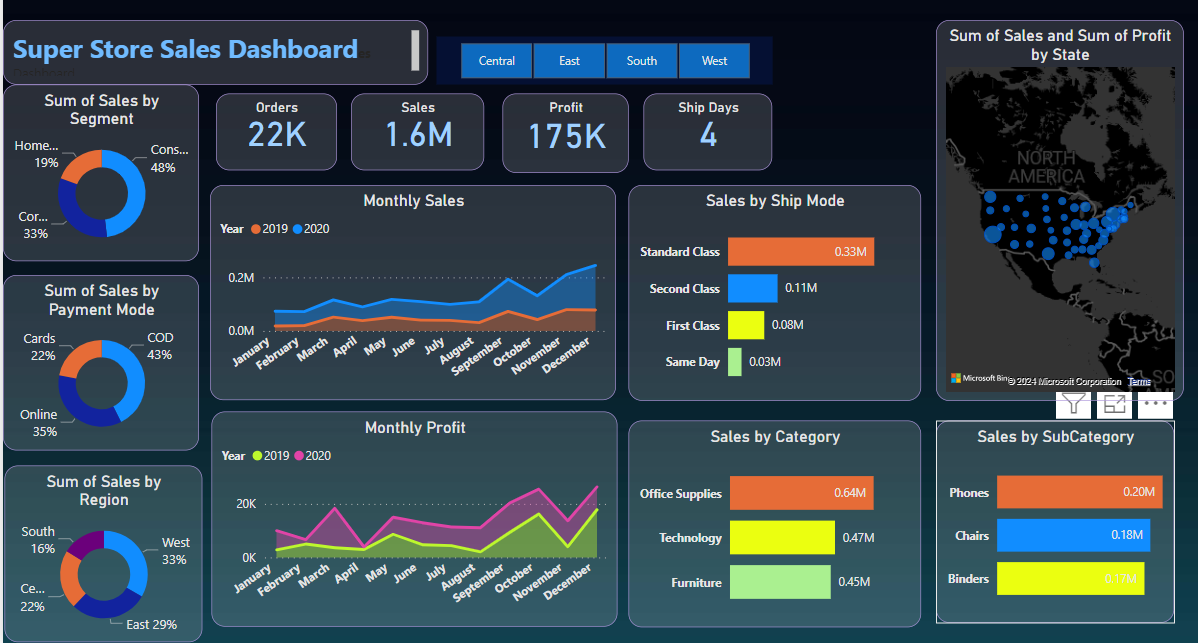 Super Store Sales Dashboard
Central
East
South
West
Sum of Sales and Sum of Profit
by State
Sum of Sales by
Segment
Home...
19%
Cons...
48%
Cor...
33%
Orders
22K
Sales
1.6M
Profit
175K
Ship Days
4
NORTH
AMERICA
Microsoft Bin
© 2024 Microsoft Corporation
Terms
Monthly Sales
Year
2019
2020
0.2M
0.0M
January
February
March
April
May
June
July
August
September
October
November
December
Sales by Ship Mode
Standard Class
0.33M
Second Class
0.11M
First Class
0.08M
Same Day
0.03M
Sum of Sales by
Payment Mode
Cards
22%
COD
43%
Online
35%
Monthly Profit
Year
2019
2020
20K
0K
January
February
March
April
May
June
July
August
September
October
November
December
Sales by Category
Office Supplies
0.64M
Technology
0.47M
Furniture
0.45M
Sales by SubCategory
Phones
0.20M
Chairs
0.18M
Binders
0.17M
Sum of Sales by
Region
South
16%
West
33%
Ce...
22%
East 29%